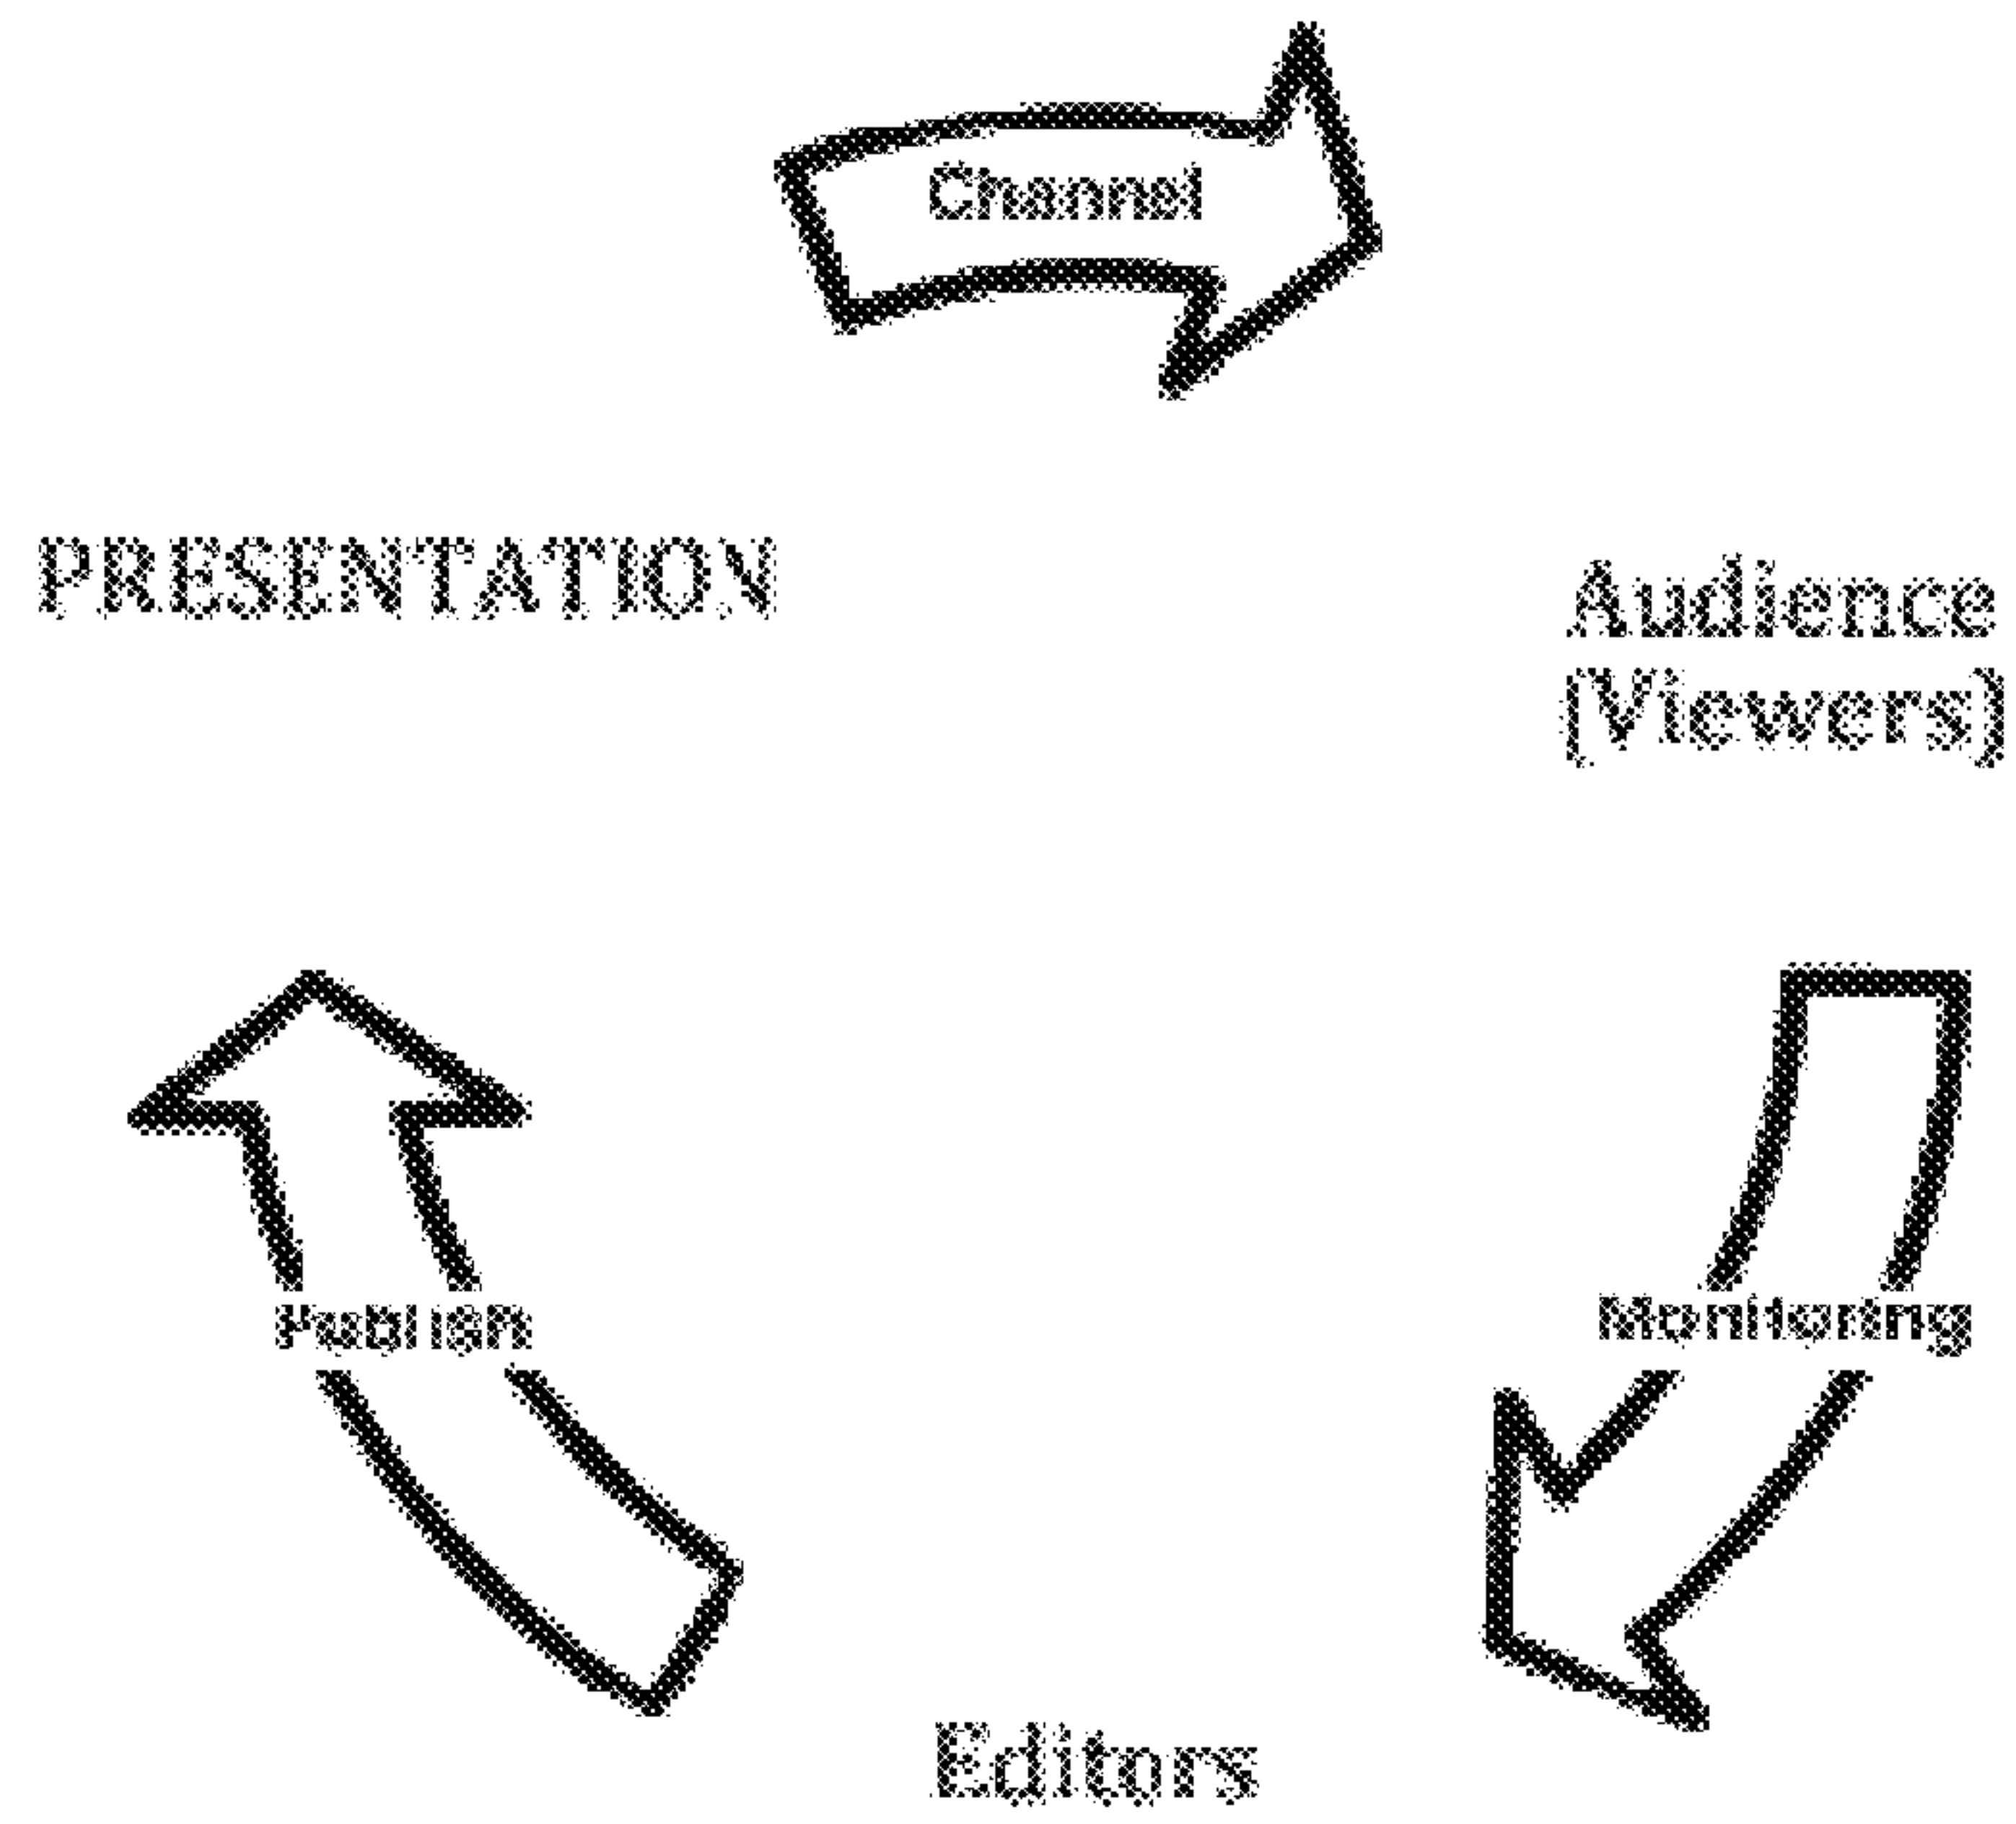 Channel
PRESENTATION
Audience
(Viewers)
Publish
Monitoring
Editors